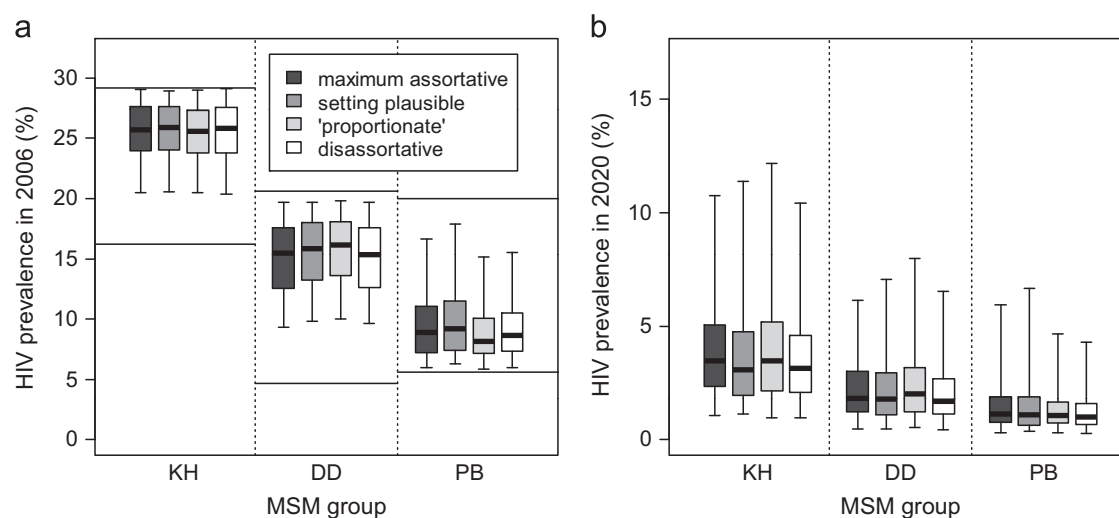 a
HIV prevalence in 2006 (%)
30
25
20
15
10
5
0
maximum assortative
setting plausible
'proportionate'
disassortative
KH DD PB
MSM group
b
HIV prevalence in 2020 (%)
15
10
5
0
KH DD PB
MSM group